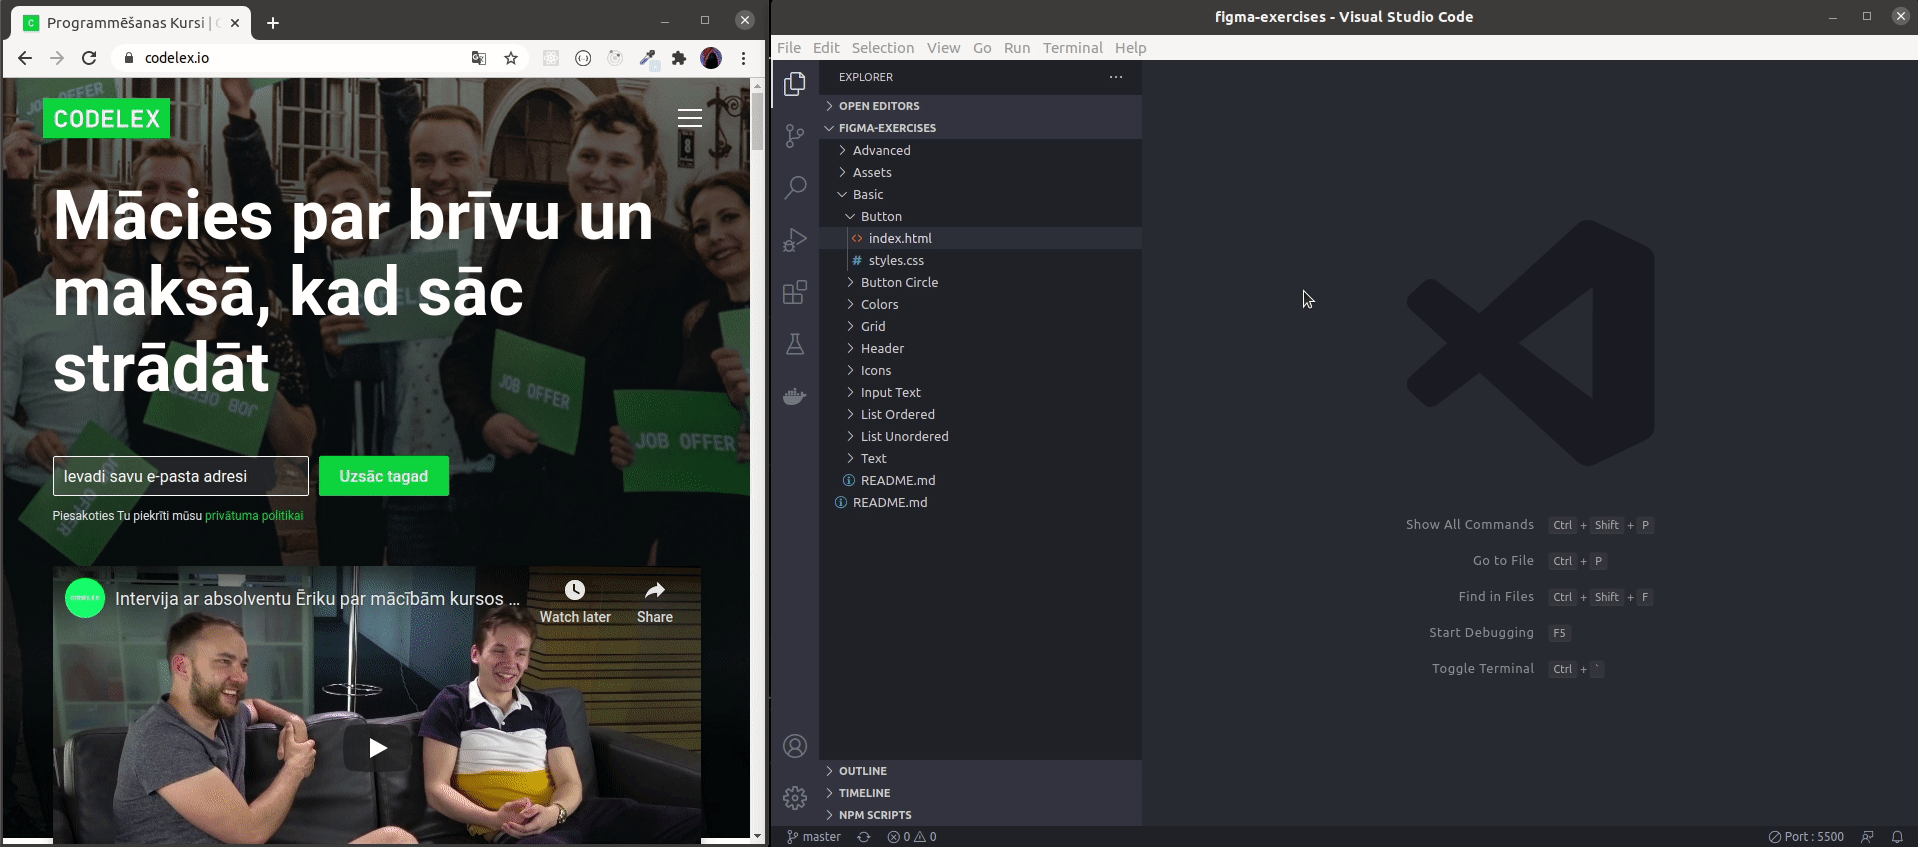 Programmēšanas Kursi |
codelex.io
JOB OFFER
CODELEX
8
Mācies par brīvu un
maksā, kad sāc
strādāt
JOB OFFER
JOB OFFER
JOB OFFER
Ievadi savu e-pasta adresi
Uzsāc tagad
Piesakoties Tu piekrīti mūsu privātuma politikai
Intervija ar absolventu Ēriku par mācībām kursos ...
Watch later
Share
figma-exercises - Visual Studio Code
File Edit Selection View Go Run Terminal Help
EXPLORER
OPEN EDITORS
FIGMA-EXERCISES
Advanced
Assets
Basic
Button
index.html
styles.css
Button Circle
Colors
Grid
Header
Icons
Input Text
List Ordered
List Unordered
Text
README.md
README.md
OUTLINE
TIMELINE
NPM SCRIPTS
Show All Commands Ctrl + Shift + P
Go to File Ctrl + P
Find in Files Ctrl + Shift + F
Start Debugging F5
Toggle Terminal Ctrl + `
master 0 0
Port : 5500